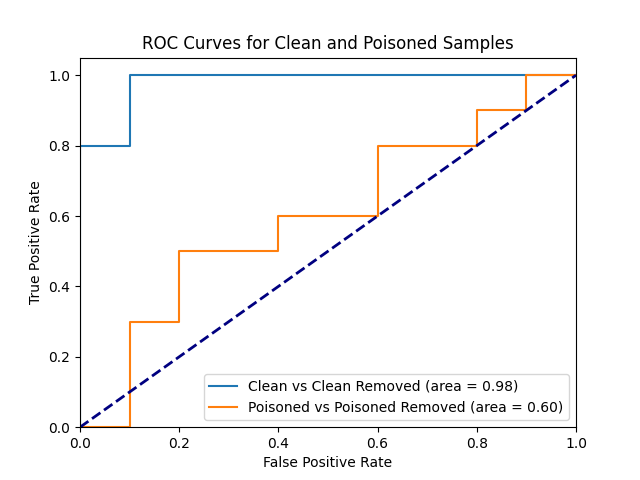 ROC Curves for Clean and Poisoned Samples
True Positive Rate
1.0
0.8
0.6
0.4
0.2
0.0
Clean vs Clean Removed (area = 0.98)
Poisoned vs Poisoned Removed (area = 0.60)
0.0 0.2 0.4 0.6 0.8 1.0
False Positive Rate